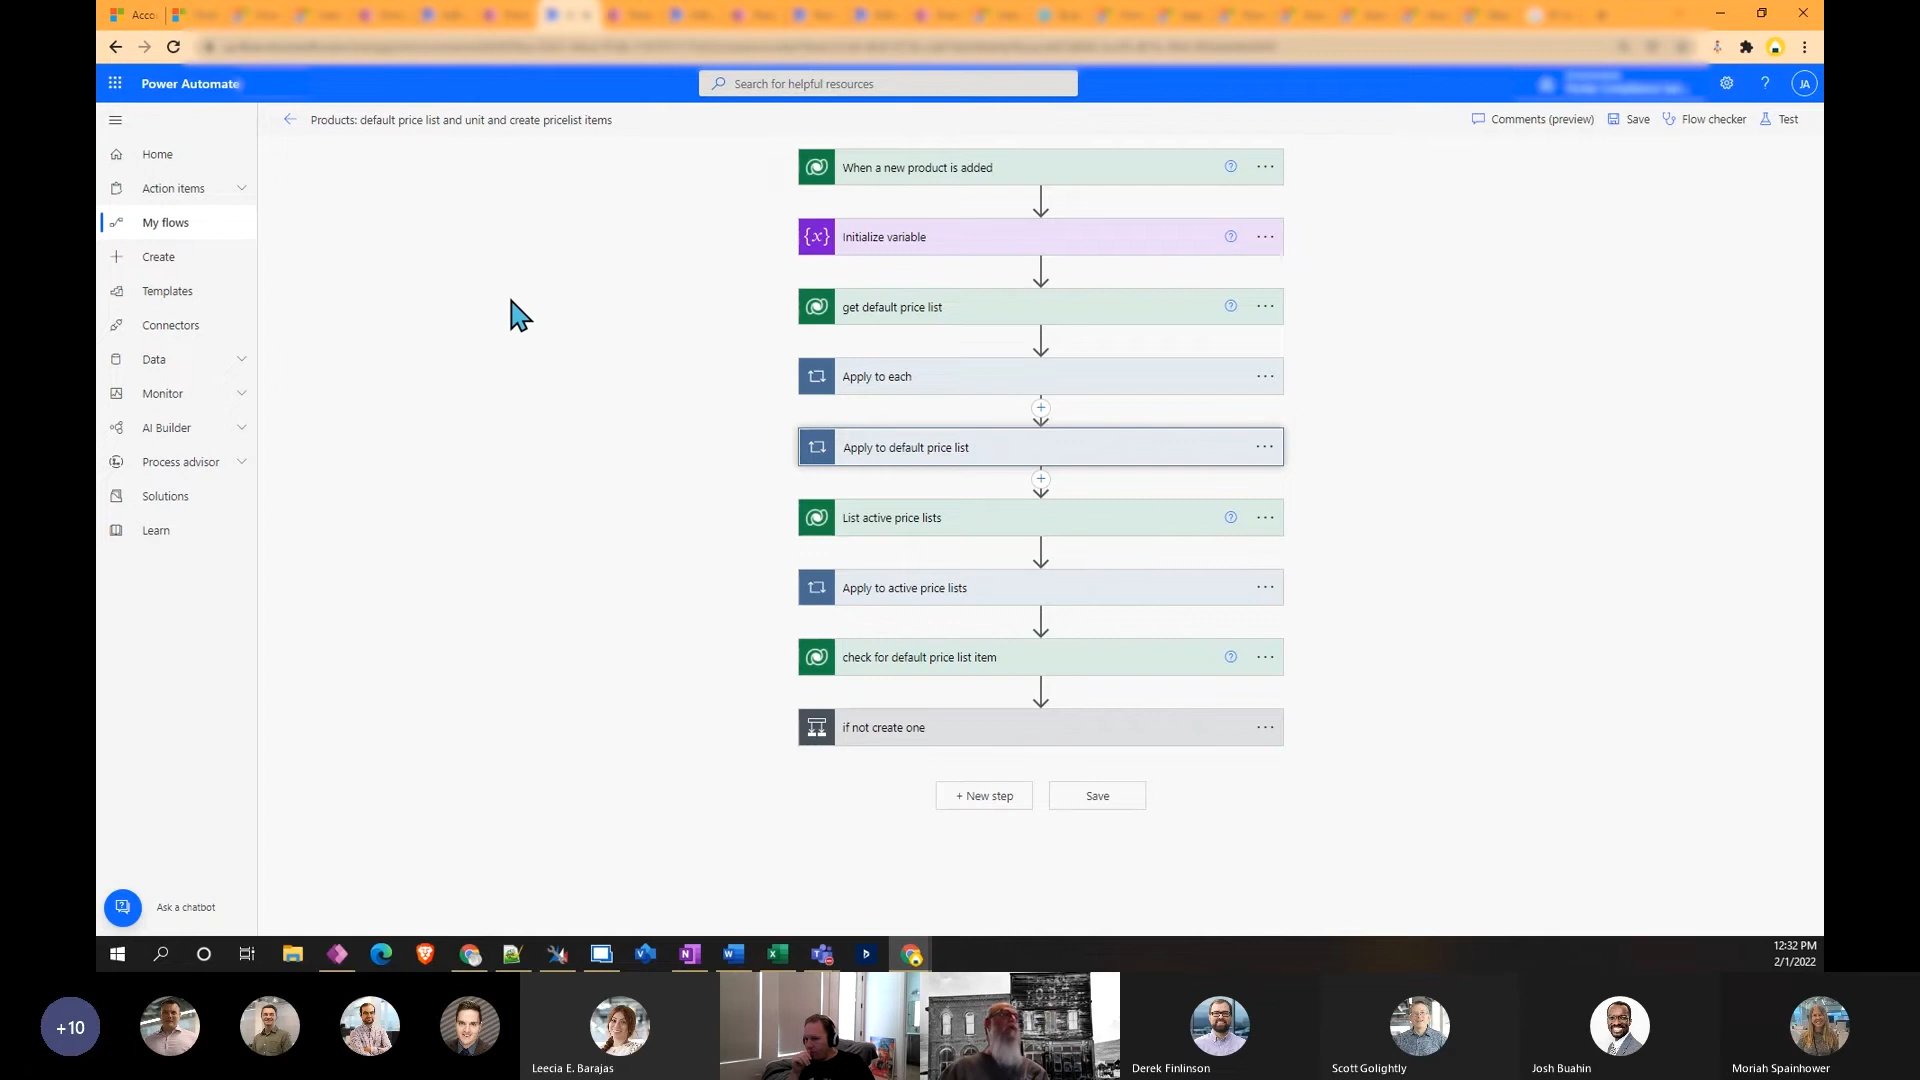 Acco
Power Automate
Search for helpful resources
JA
Products: default price list and unit and create pricelist items
Comments (preview)
Save
Flow checker
Test
Home
Action items
My flows
Create
Templates
Connectors
Data
Monitor
AI Builder
Process advisor
Solutions
Learn
Ask a chatbot
When a new product is added
{x} Initialize variable
get default price list
Apply to each
Apply to default price list
List active price lists
Apply to active price lists
check for default price list item
if not create one
+ New step
Save
12:32 PM
2/1/2022
+10
Leecia E. Barajas
Derek Finlinson
Scott Golightly
Josh Buahin
Moriah Spainhower